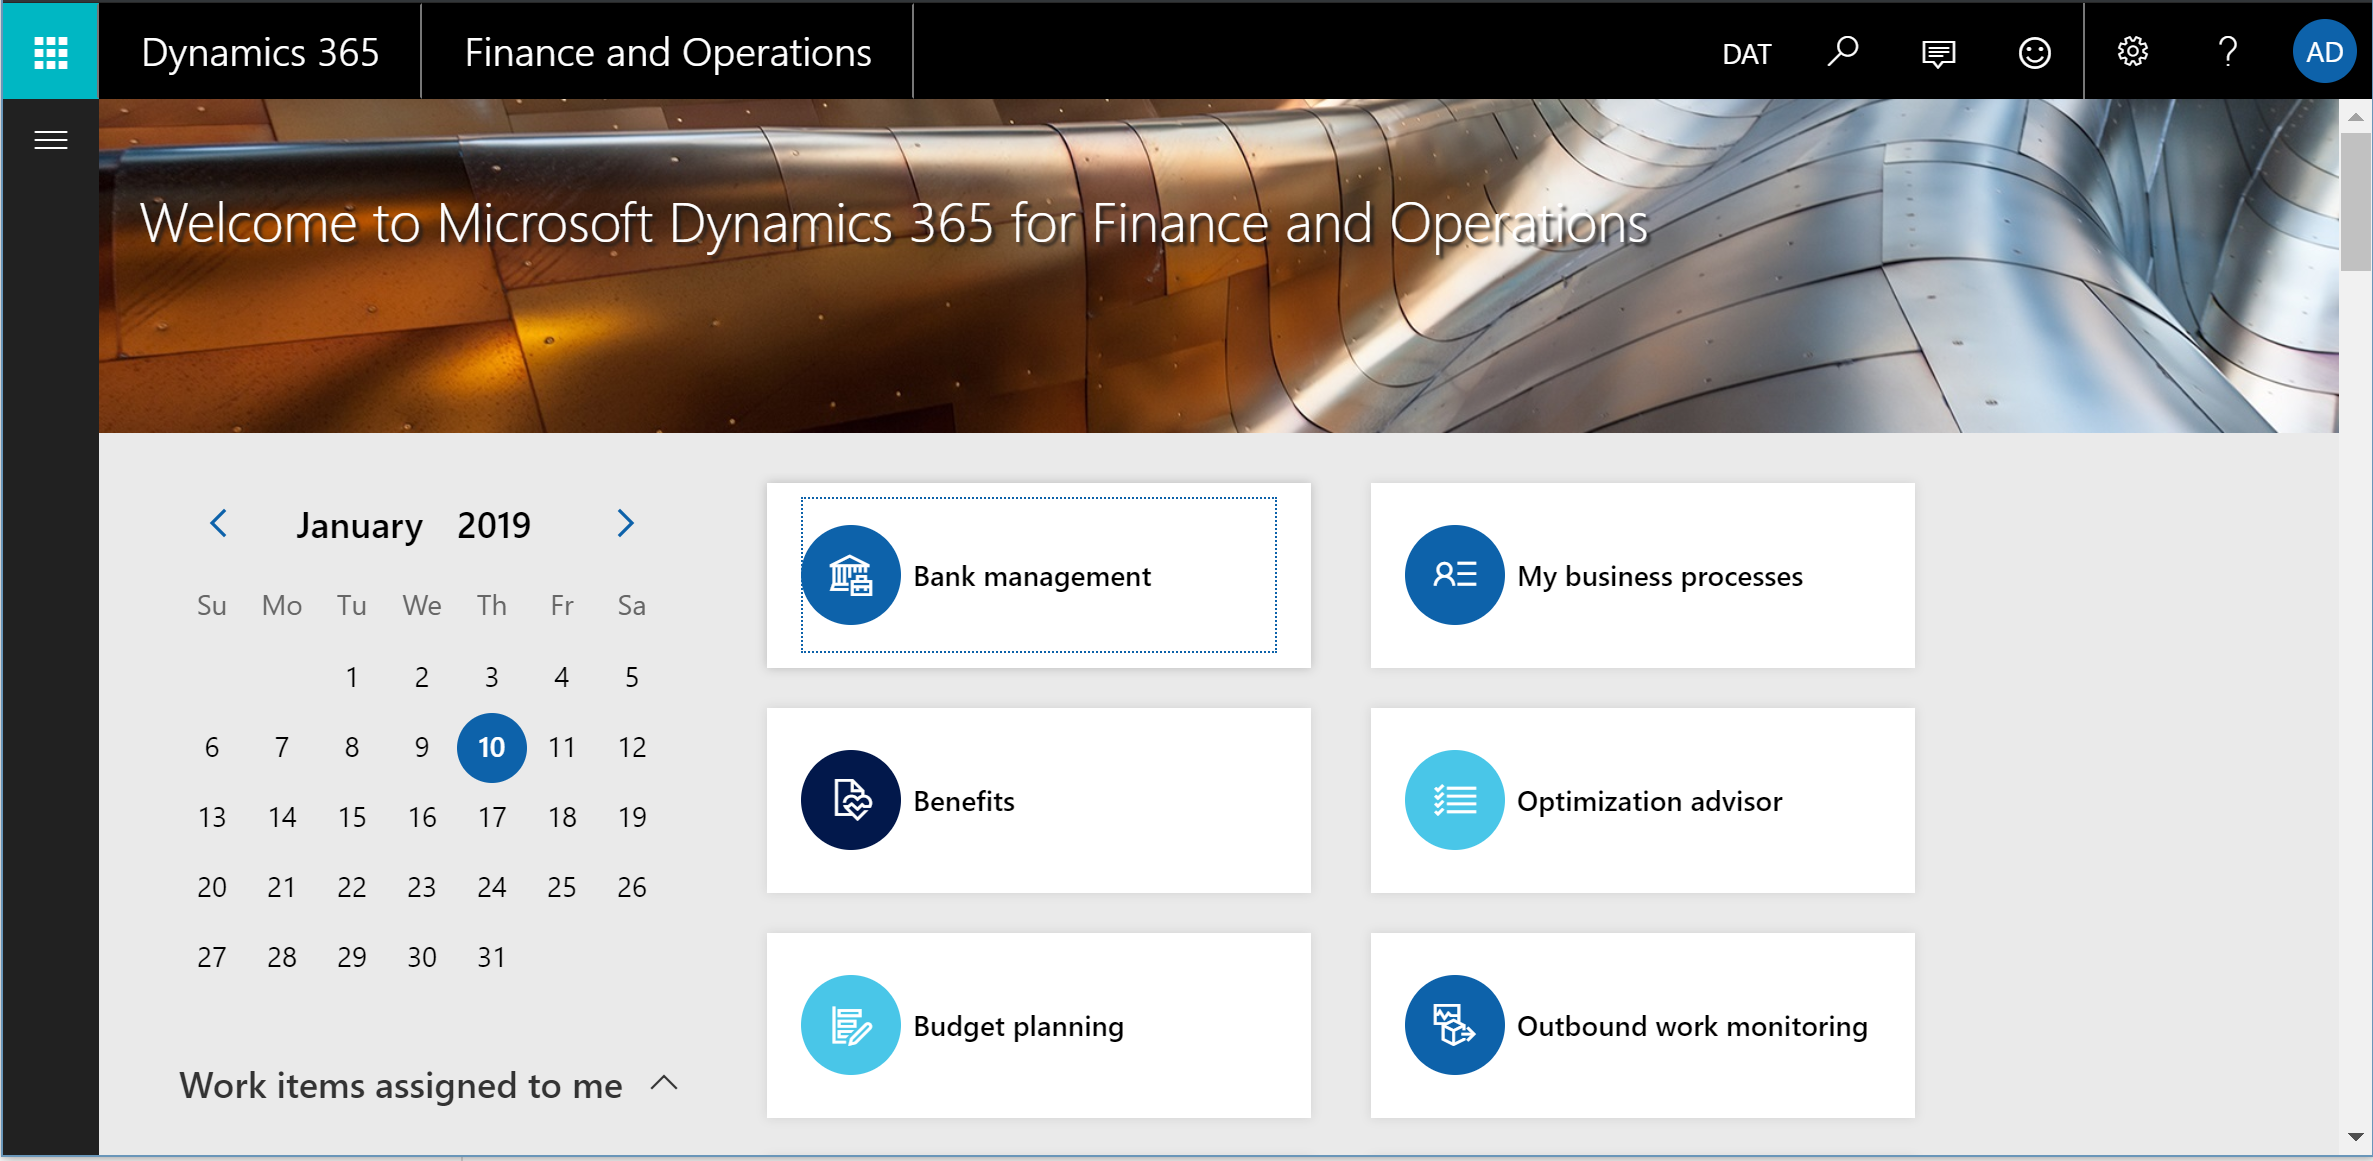 Dynamics 365
Finance and Operations
DAT
?
AD
Welcome to Microsoft Dynamics 365 for Finance and Operations
January 2019
Su Mo Tu We Th Fr Sa
1 2 3 4 5
6 7 8 9 10 11 12
13 14 15 16 17 18 19
20 21 22 23 24 25 26
27 28 29 30 31
Work items assigned to me
Bank management
My business processes
Benefits
Optimization advisor
Budget planning
Outbound work monitoring